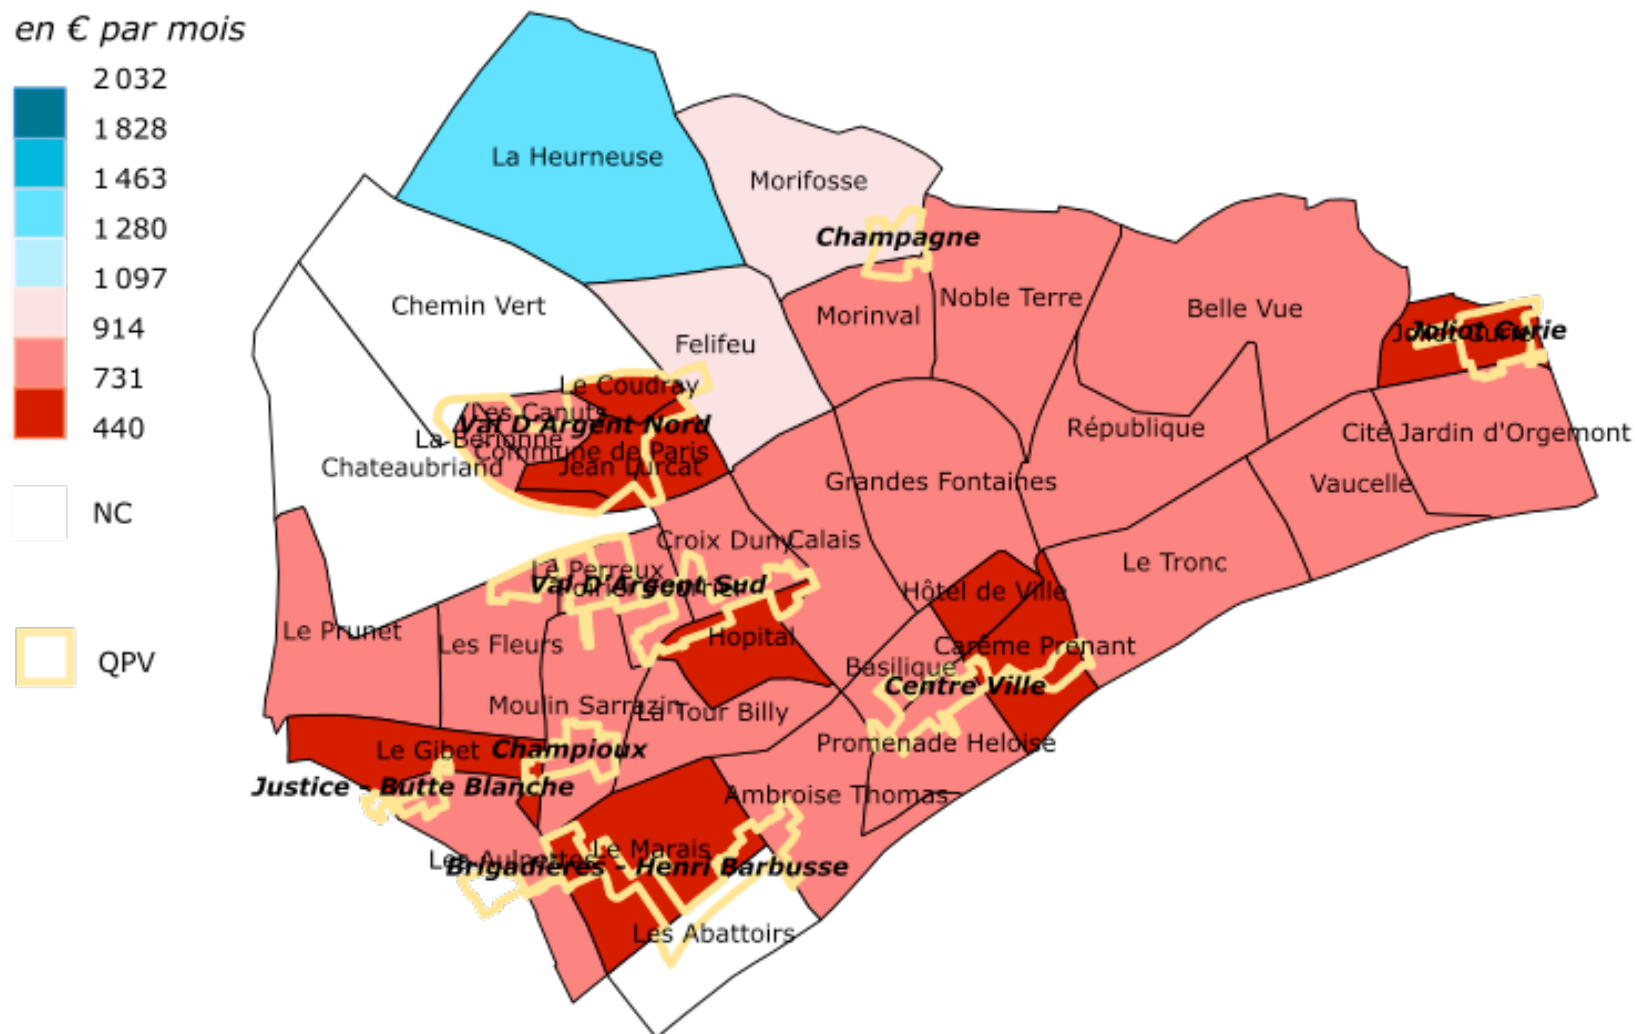 en € par mois
2 032
1 828
1 463
1 280
1 097
914
731
440
NC
QPV
La Heurneuse
Morifosse
Champagne
Chemin Vert
Noble Terre
Belle Vue
Morinval
Felifeu
Joliot Curie
Joliot Curie
Le Coudray
Les Canuts
Val D'Argent Nord
La Berionne
République
Cité Jardin d'Orgemont
Commune de Paris
Chateaubriand
Jean Lurcat
Grandes Fontaines
Vaucelle
Croix Duny
Calais
Le Tronc
Le Perreux
Val D'Argent Sud
Hôtel de Ville
Le Prunet
Les Fleurs
Hopital
Carême Prenant
Basilique
Centre Ville
Moulin Sarrazin
La Tour Billy
Promenade Heloise
Le Gibet
Champioux
Justice - Butte Blanche
Ambroise Thomas
Le Marais
Brigadières - Henri Barbusse
Les Abattoirs